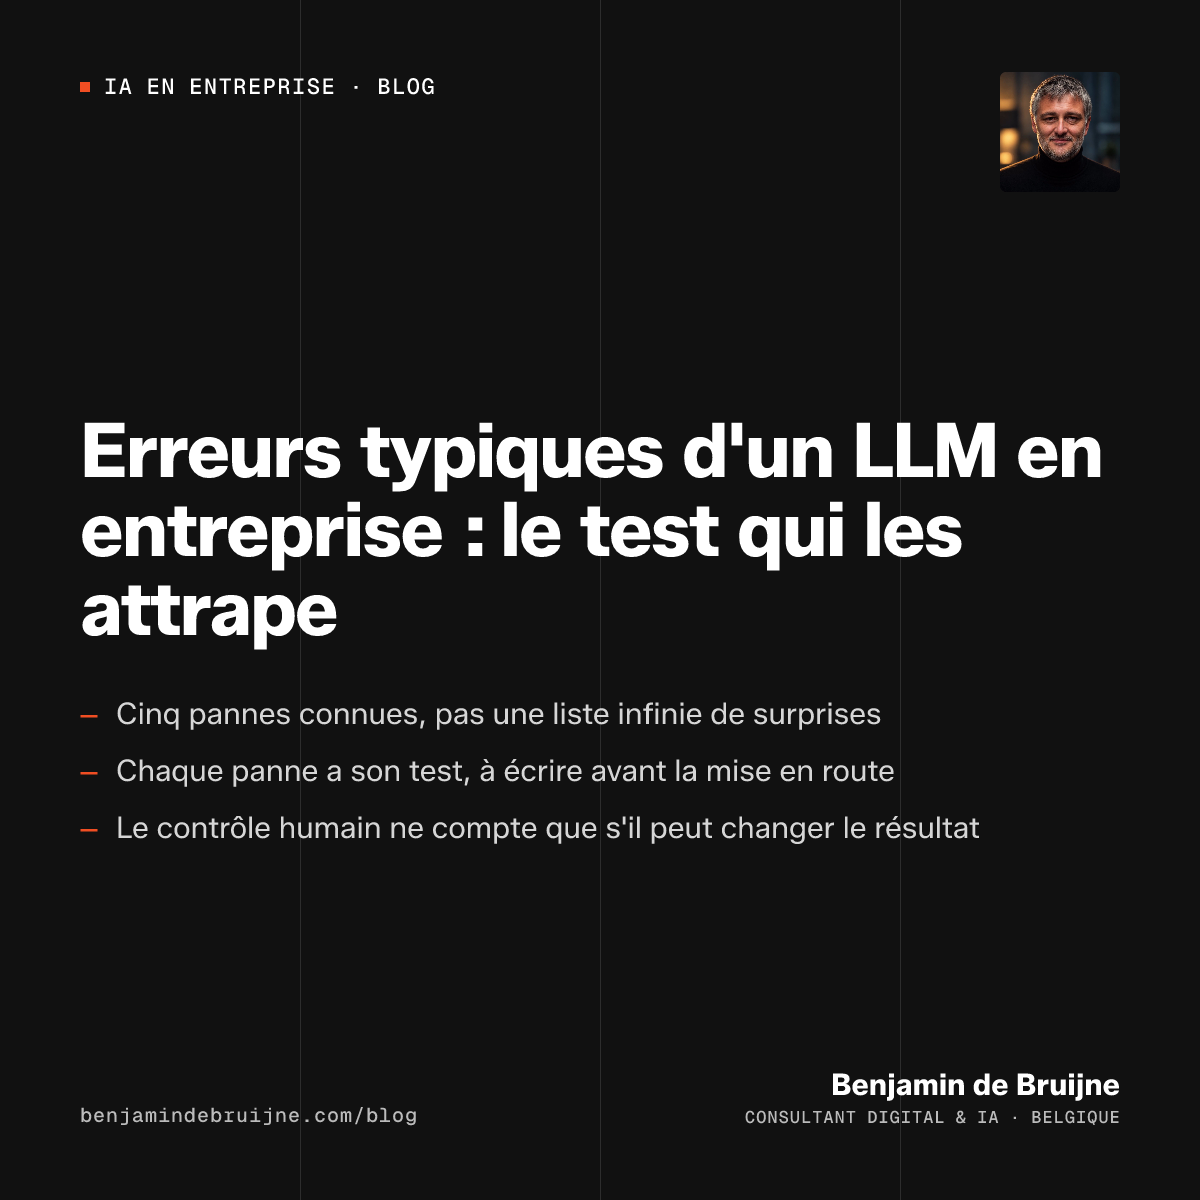 IA EN ENTREPRISE · BLOG
Erreurs typiques d'un LLM en
entreprise : le test qui les
attrape
– Cinq pannes connues, pas une liste infinie de surprises
– Chaque panne a son test, à écrire avant la mise en route
– Le contrôle humain ne compte que s'il peut changer le résultat
benjamindebruijne.com/blog
Benjamin de Bruijne
CONSULTANT DIGITAL & IA · BELGIQUE